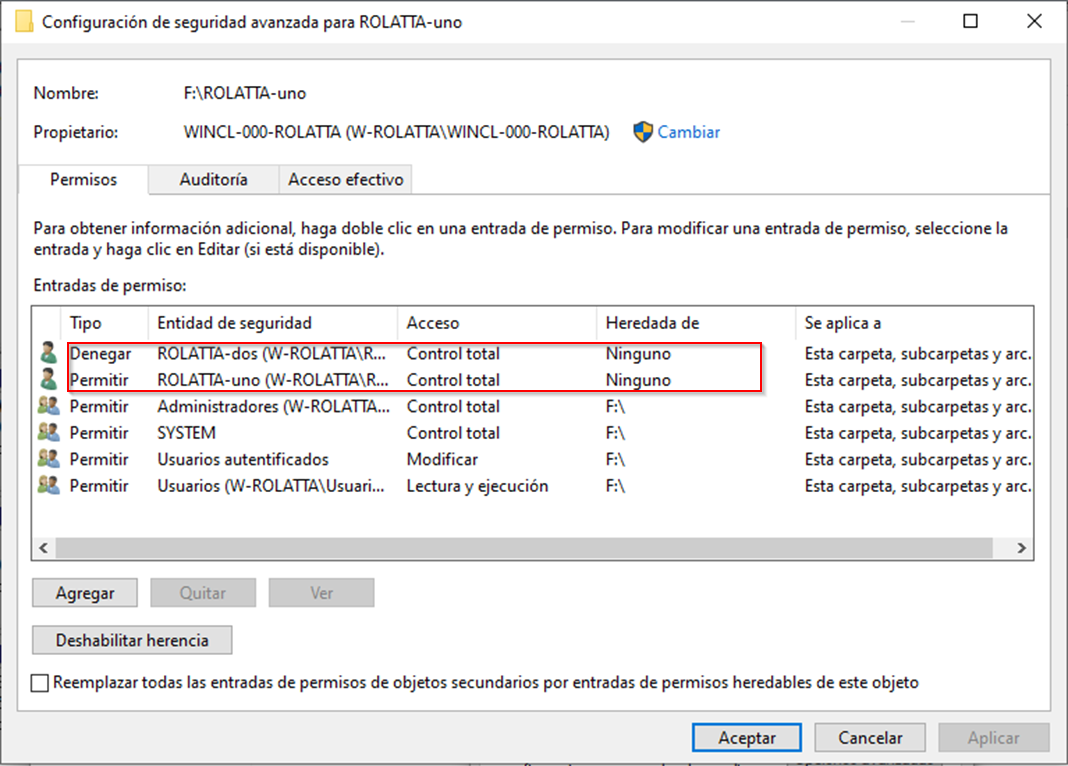 Configuración de seguridad avanzada para ROLATTA-uno
Nombre: F:\ROLATTA-uno
Propietario: WINCL-000-ROLATTA (W-ROLATTA\WINCL-000-ROLATTA) Cambiar
Permisos Auditoría Acceso efectivo
Para obtener información adicional, haga doble clic en una entrada de permiso. Para modificar una entrada de permiso, seleccione la
entrada y haga clic en Editar (si está disponible).
Entradas de permiso:
Tipo Entidad de seguridad Acceso Heredada de Se aplica a
Denegar ROLATTA-dos (W-ROLATTA\R... Control total Ninguno Esta carpeta, subcarpetas y arc.
Permitir ROLATTA-uno (W-ROLATTA\R... Control total Ninguno Esta carpeta, subcarpetas y arc.
Permitir Administradores (W-ROLATTA... Control total F:\ Esta carpeta, subcarpetas y arc.
Permitir SYSTEM Control total F:\ Esta carpeta, subcarpetas y arc.
Permitir Usuarios autentificados Modificar F:\ Esta carpeta, subcarpetas y arc.
Permitir Usuarios (W-ROLATTA\Usuari... Lectura y ejecución F:\ Esta carpeta, subcarpetas y arc.
Agregar Quitar Ver
Deshabilitar herencia
Reemplazar todas las entradas de permisos de objetos secundarios por entradas de permisos heredables de este objeto
Aceptar Cancelar Aplicar